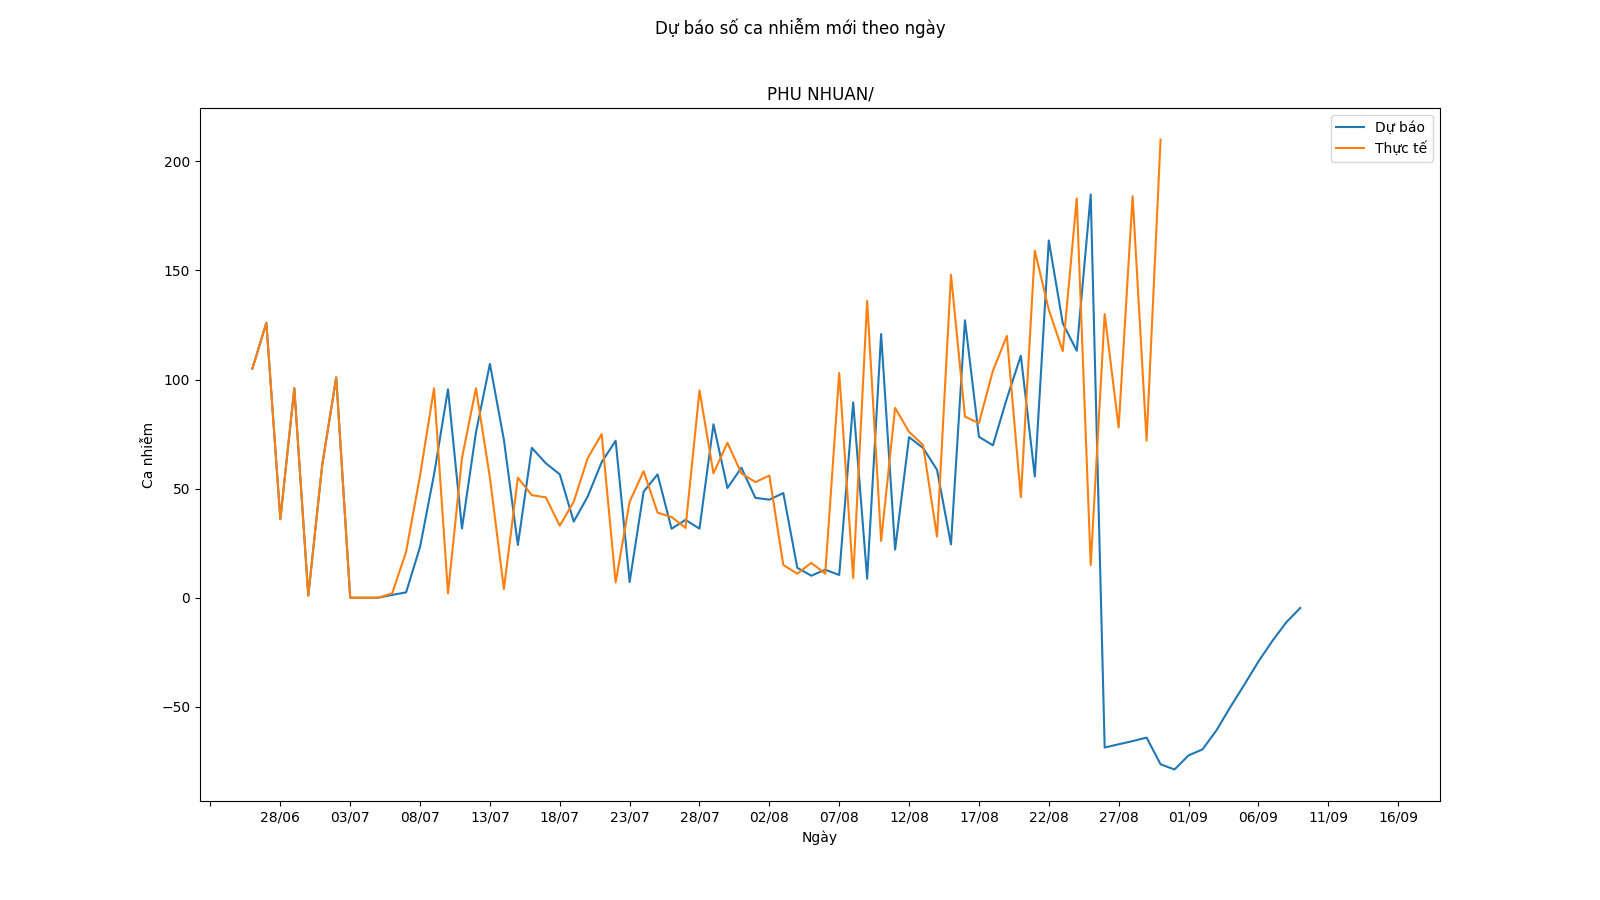 Dự báo số ca nhiễm mới theo ngày
PHU NHUAN/
Dự báo
Thực tế
200
150
100
50
0
−50
Ca nhiễm
28/06 03/07 08/07 13/07 18/07 23/07 28/07 02/08 07/08 12/08 17/08 22/08 27/08 01/09 06/09 11/09 16/09
Ngày